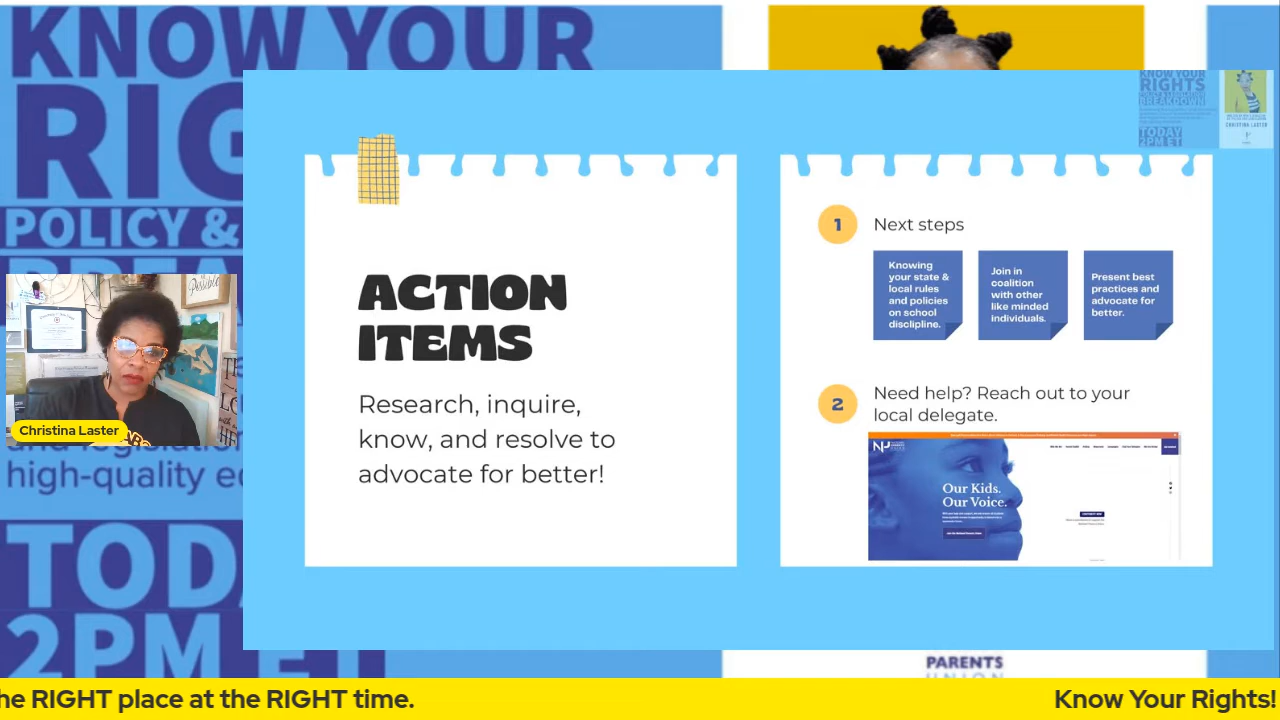 KNOW YOUR
RIG
POLICY &
high-quality e
TODA
2PM ET
KNOW YOUR
RIGHTS
BREAKDOWN
TODAY
2PM ET
CHRISTINA LASTER
Christina Laster
ACTION
ITEMS
Research, inquire,
know, and resolve to
advocate for better!
1
Next steps
Knowing
your state &
local rules
and policies
on school
disclipline.
Join in
coalition
with other
like minded
individuals.
Present best
practices and
advocate for
better.
2
Need help? Reach out to your
local delegate.
NPU
Our Kids.
Our Voice.
PARENTS
UNION
he RIGHT place at the RIGHT time.
Know Your Rights!